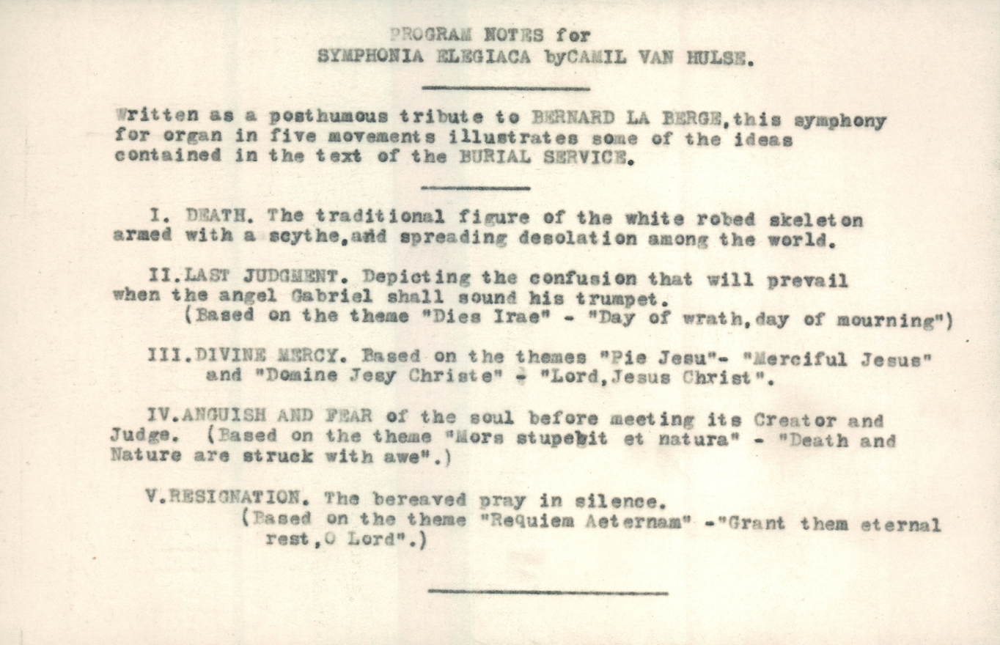 PROGRAM NOTES for
SYMPHONIA ELEGIACA byCAMIL VAN HULSE.
Written as a posthumous tribute to BERNARD LA BERGE,this symphony
for organ in five movements illustrates some of the ideas
contained in the text of the BURIAL SERVICE.
I. DEATH. The traditional figure of the white robed skeleton
armed with a scythe,and spreading desolation among the world.
II.LAST JUDGMENT. Depicting the confusion that will prevail
when the angel Gabriel shall sound his trumpet.
(Based on the theme "Dies Irae" - "Day of wrath,day of mourning")
III.DIVINE MERCY. Based on the themes "Pie Jesu"- "Merciful Jesus"
and "Domine Jesy Christe" - "Lord,Jesus Christ".
IV.ANGUISH AND FEAR of the soul before meeting its Creator and
Judge. (Based on the theme "Mors stupebit et natura" - "Death and
Nature are struck with awe".)
V.RESIGNATION. The bereaved pray in silence.
(Based on the theme "Requiem Aeternam" -"Grant them eternal
rest,O Lord".)